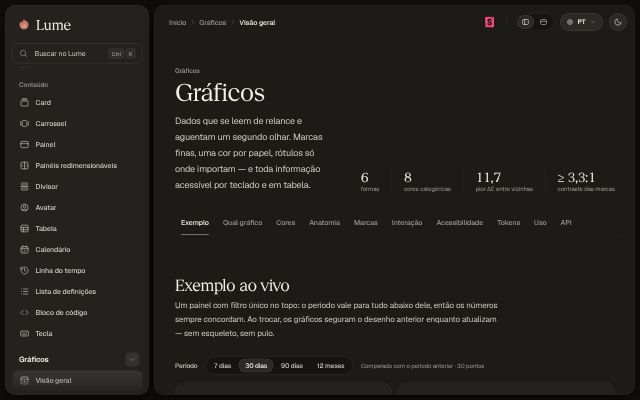 Lume
Buscar no Lume
Ctrl K
Conteúdo
Card
Carrossel
Painel
Painéis redimensionáveis
Divisor
Avatar
Tabela
Calendário
Linha do tempo
Lista de definições
Bloco de código
Tecla
Gráficos
Visão geral
Início > Gráficos > Visão geral
PT
Gráficos
Gráficos
Dados que se leem de relance e
aguentam um segundo olhar. Marcas
finas, uma cor por papel, rótulos só
onde importam — e toda informação
acessível por teclado e em tabela.
6
formas
8
cores categóricas
11,7
pior ΔE entre vizinhas
≥ 3,3:1
contraste das marcas
Exemplo Qual gráfico Cores Anatomia Marcas Interação Acessibilidade Tokens Uso API
Exemplo ao vivo
Um painel com filtro único no topo: o período vale para tudo abaixo dele, então os números
sempre concordam. Ao trocar, os gráficos seguram o desenho anterior enquanto atualizam
— sem esqueleto, sem pulo.
Período 7 dias 30 dias 90 dias 12 meses Comparado com o período anterior · 30 pontos